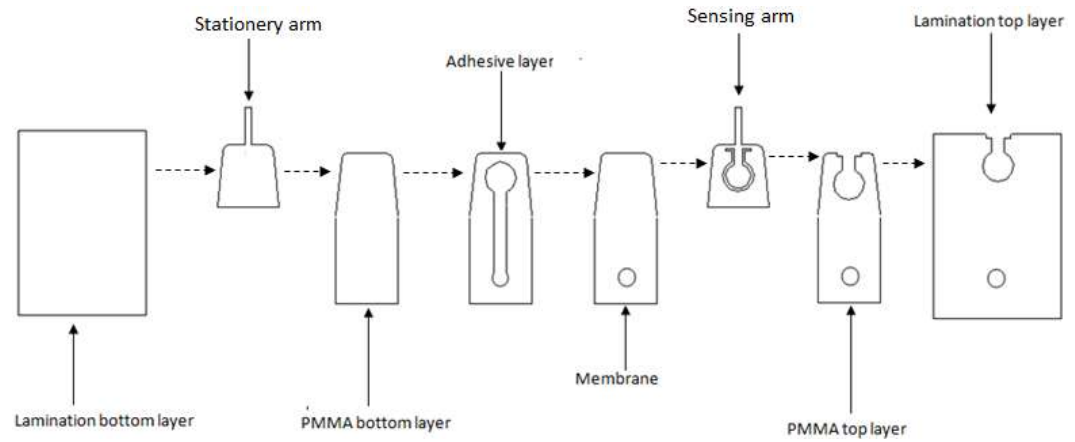 Stationery arm
Sensing arm
Lamination top layer
Adhesive layer
Membrane
Lamination bottom layer
PMMA bottom layer
PMMA top layer